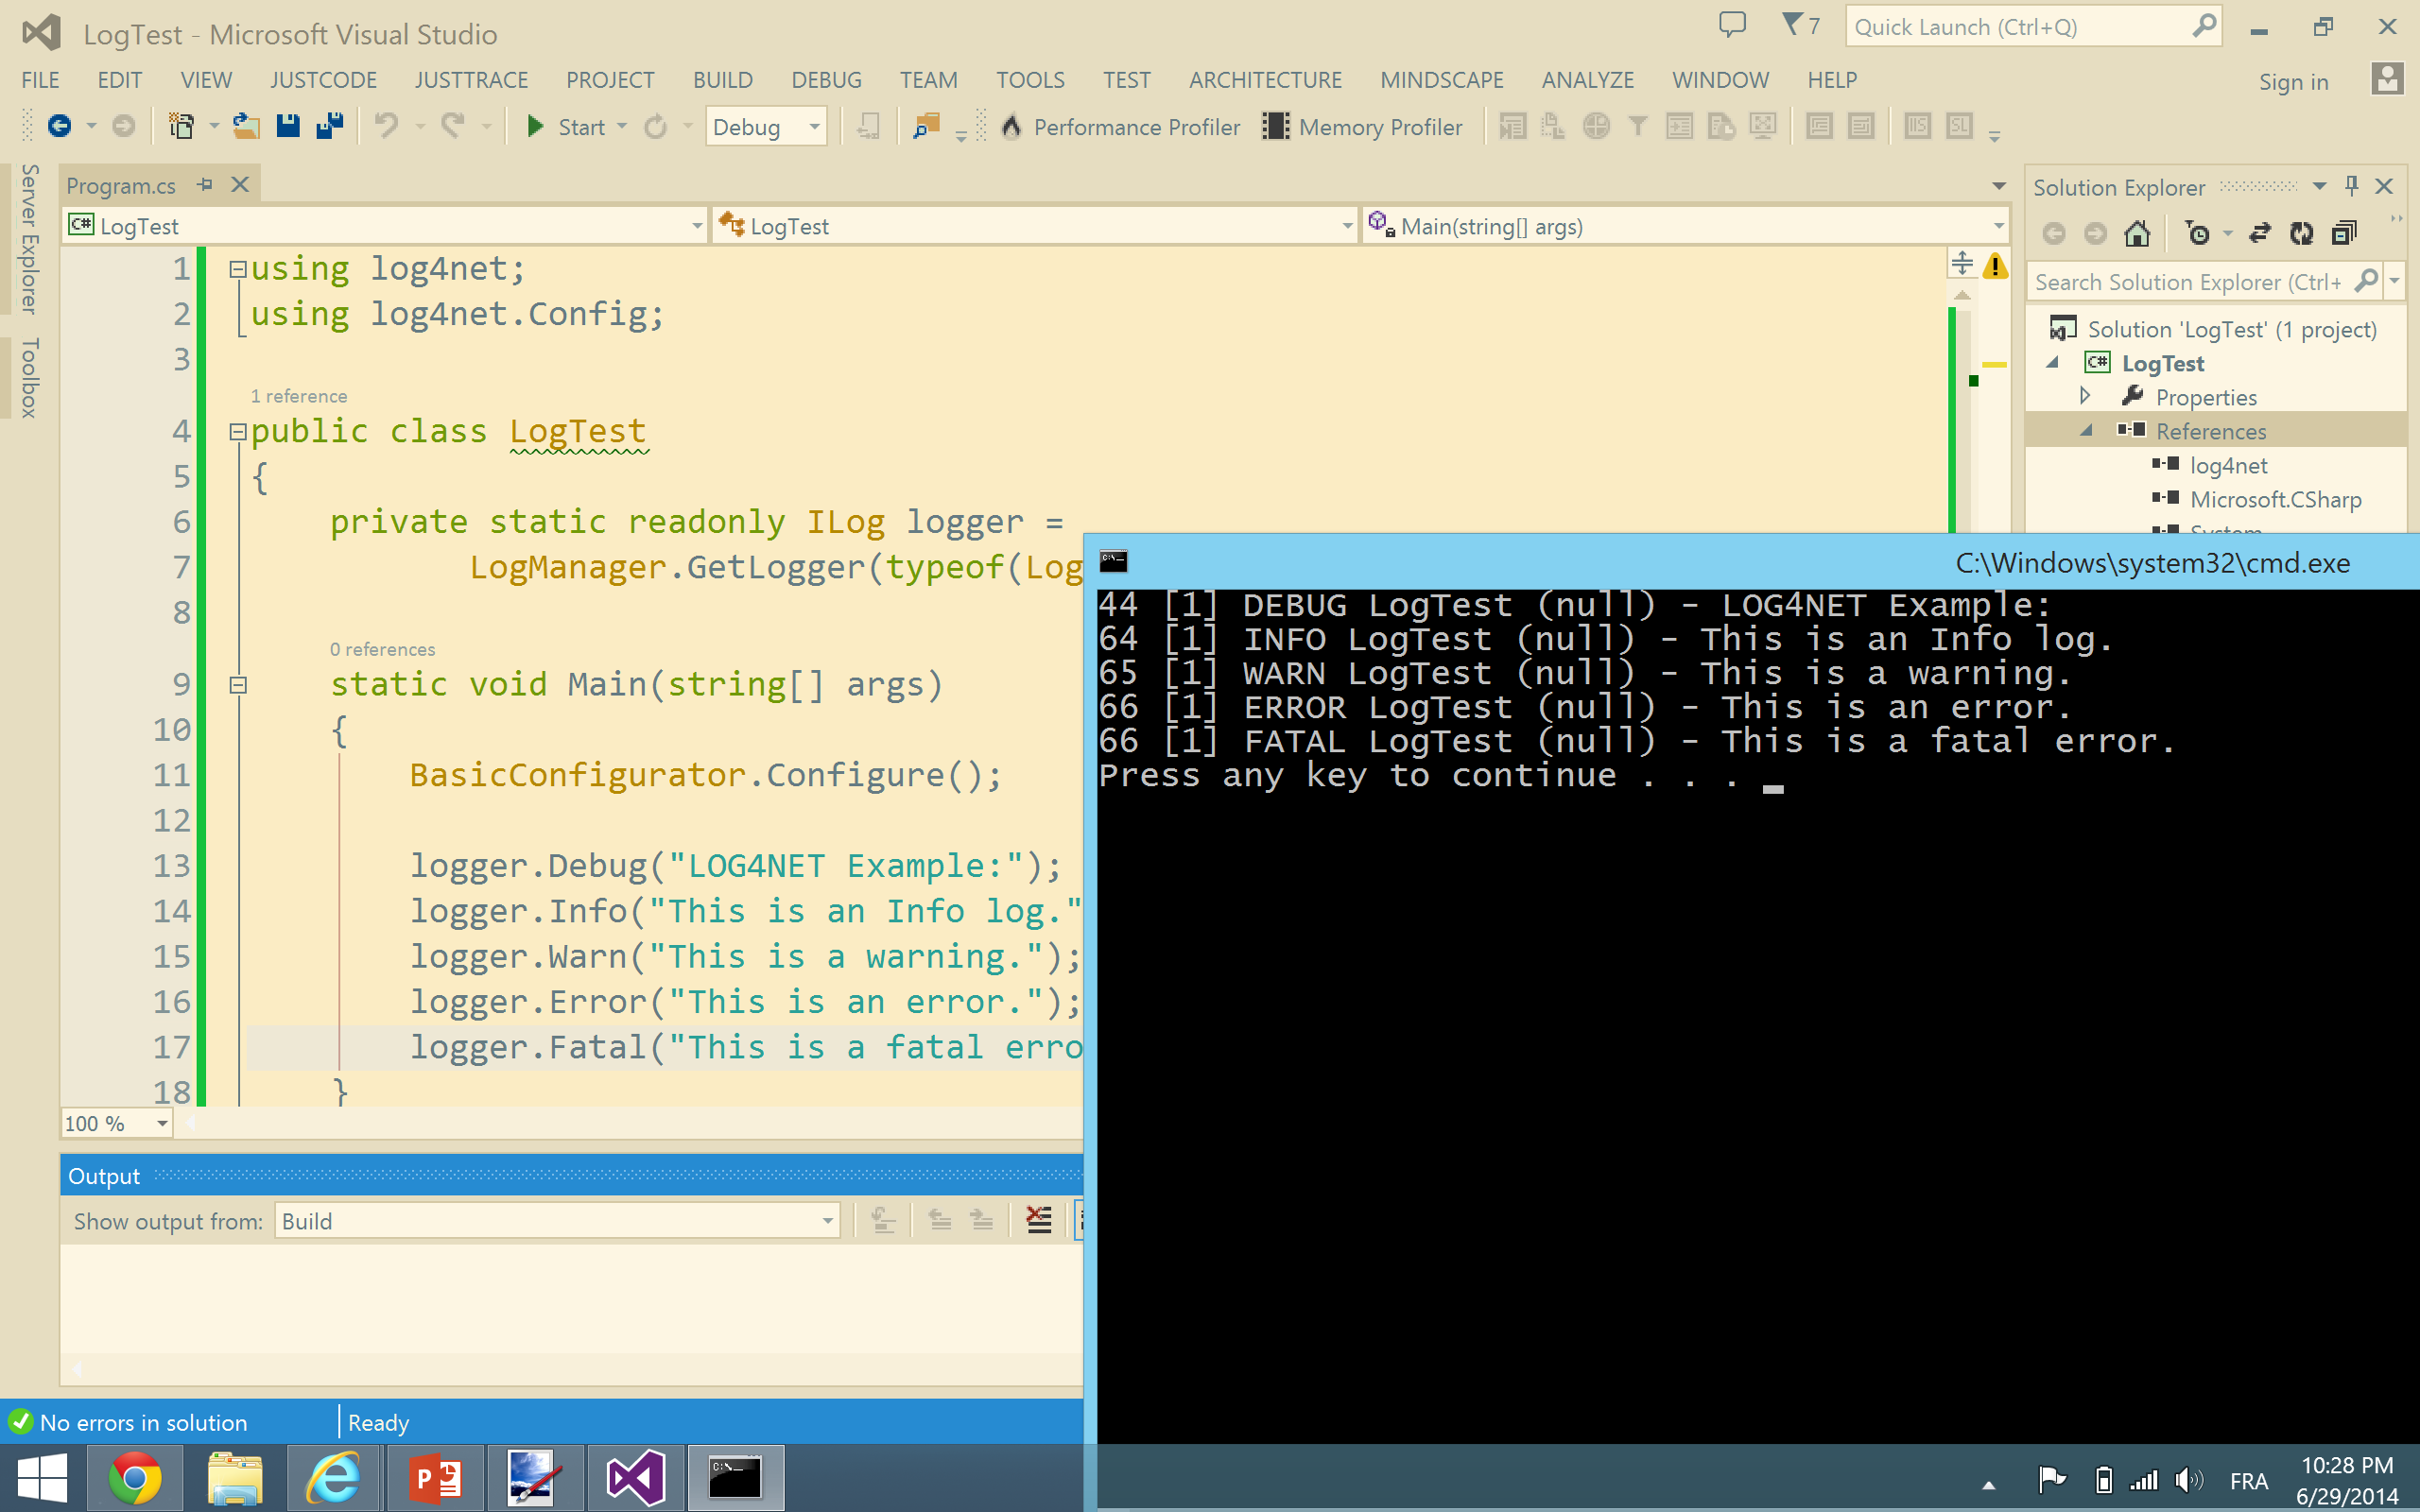 LogTest - Microsoft Visual Studio
7
Quick Launch (Ctrl+Q)
FILE EDIT VIEW JUSTCODE JUSTTRACE PROJECT BUILD DEBUG TEAM TOOLS TEST ARCHITECTURE MINDSCAPE ANALYZE WINDOW HELP
Sign in
Start Debug Performance Profiler Memory Profiler
Server Explorer
Toolbox
Program.cs
C# LogTest LogTest Main(string[] args)
1 using log4net;
2 using log4net.Config;
3
1 reference
4 public class LogTest
5 {
6 private static readonly ILog logger =
7 LogManager.GetLogger(typeof(Log
8
0 references
9 static void Main(string[] args)
10 {
11 BasicConfigurator.Configure();
12
13 logger.Debug("LOG4NET Example:");
14 logger.Info("This is an Info log."
15 logger.Warn("This is a warning.");
16 logger.Error("This is an error.");
17 logger.Fatal("This is a fatal erro
18 }
100 %
Solution Explorer
Search Solution Explorer (Ctrl+
Solution 'LogTest' (1 project)
C# LogTest
Properties
References
log4net
Microsoft.CSharp
System
C:\Windows\system32\cmd.exe
44 [1] DEBUG LogTest (null) - LOG4NET Example:
64 [1] INFO LogTest (null) - This is an Info log.
65 [1] WARN LogTest (null) - This is a warning.
66 [1] ERROR LogTest (null) - This is an error.
66 [1] FATAL LogTest (null) - This is a fatal error.
Press any key to continue . . .
Output
Show output from: Build
No errors in solution
Ready
FRA
10:28 PM
6/29/2014